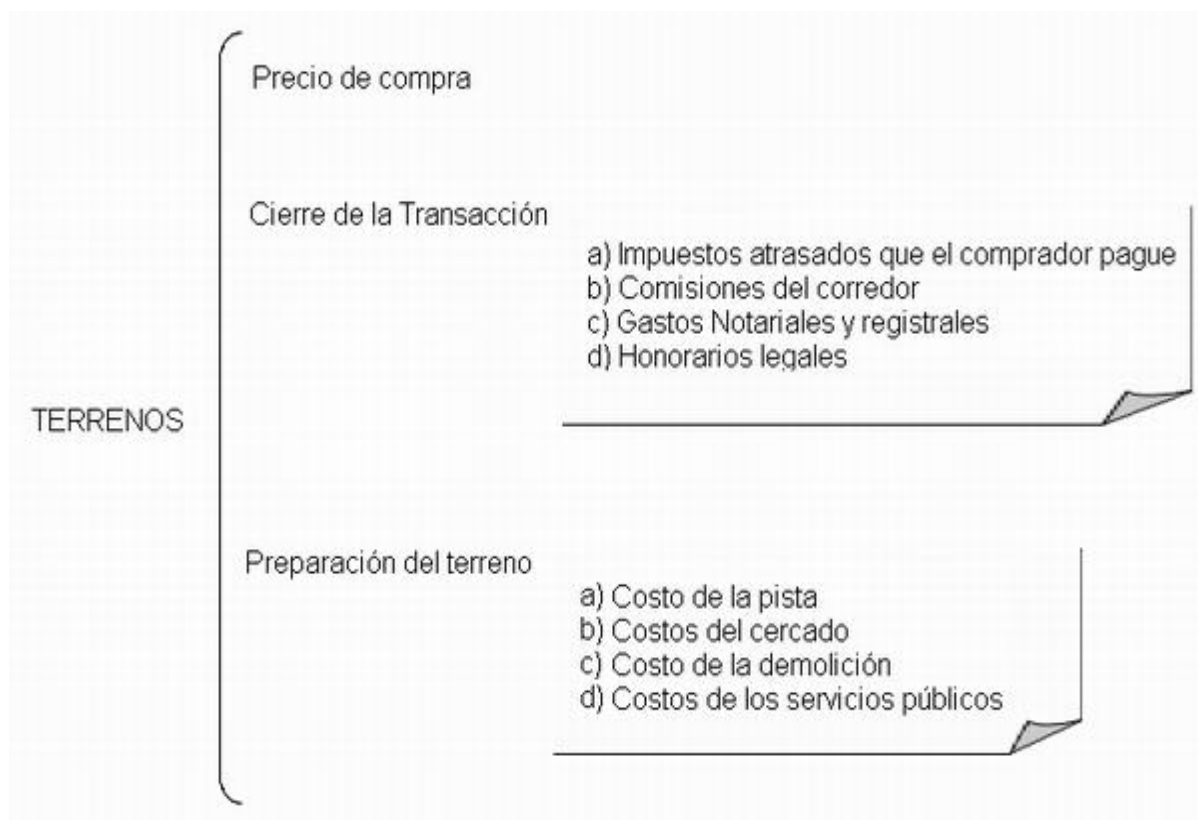 Precio de compra
Cierre de la Transacción
a) Impuestos atrasados que el comprador pague
b) Comisiones del corredor
c) Gastos Notariales y registrales
d) Honorarios legales
TERRENOS
Preparación del terreno
a) Costo de la pista
b) Costos del cercado
c) Costo de la demolición
d) Costos de los servicios públicos